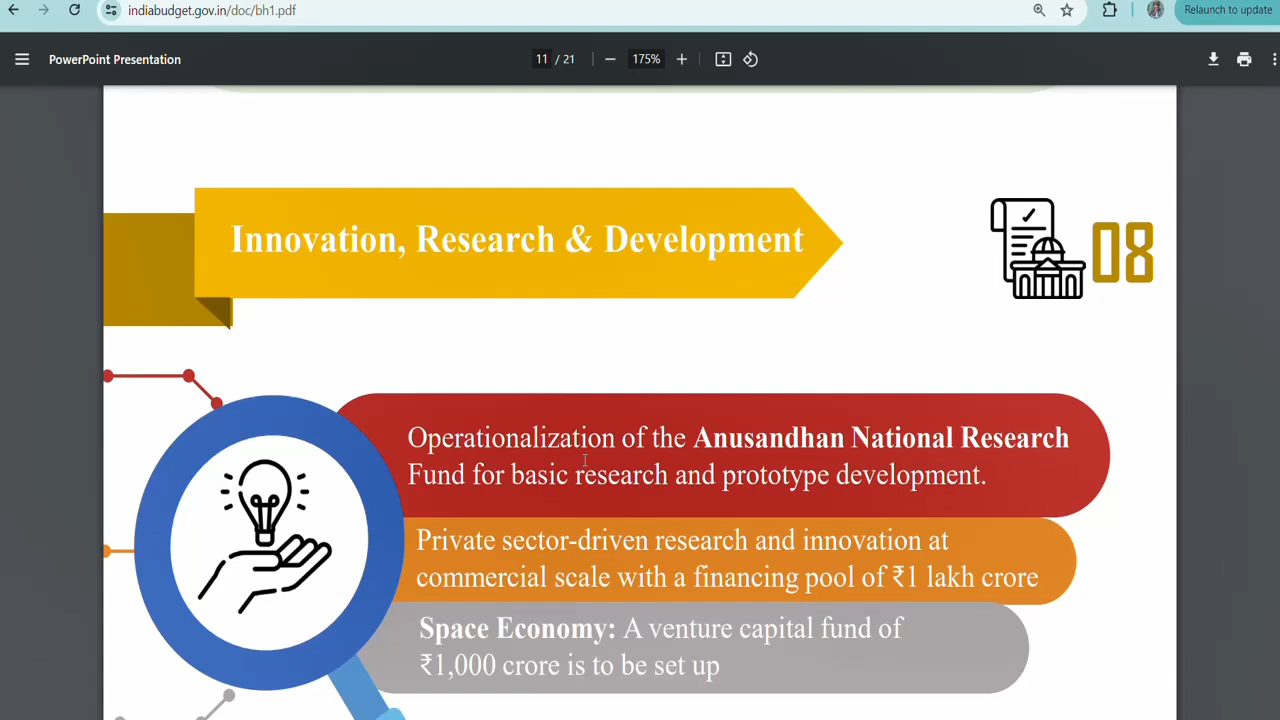 indiabudget.gov.in/doc/bh1.pdf
Relaunch to update
PowerPoint Presentation
11 / 21
175%
Innovation, Research & Development
08
Operationalization of the Anusandhan National Research
Fund for basic research and prototype development.
Private sector-driven research and innovation at
commercial scale with a financing pool of ₹1 lakh crore
Space Economy: A venture capital fund of
₹1,000 crore is to be set up